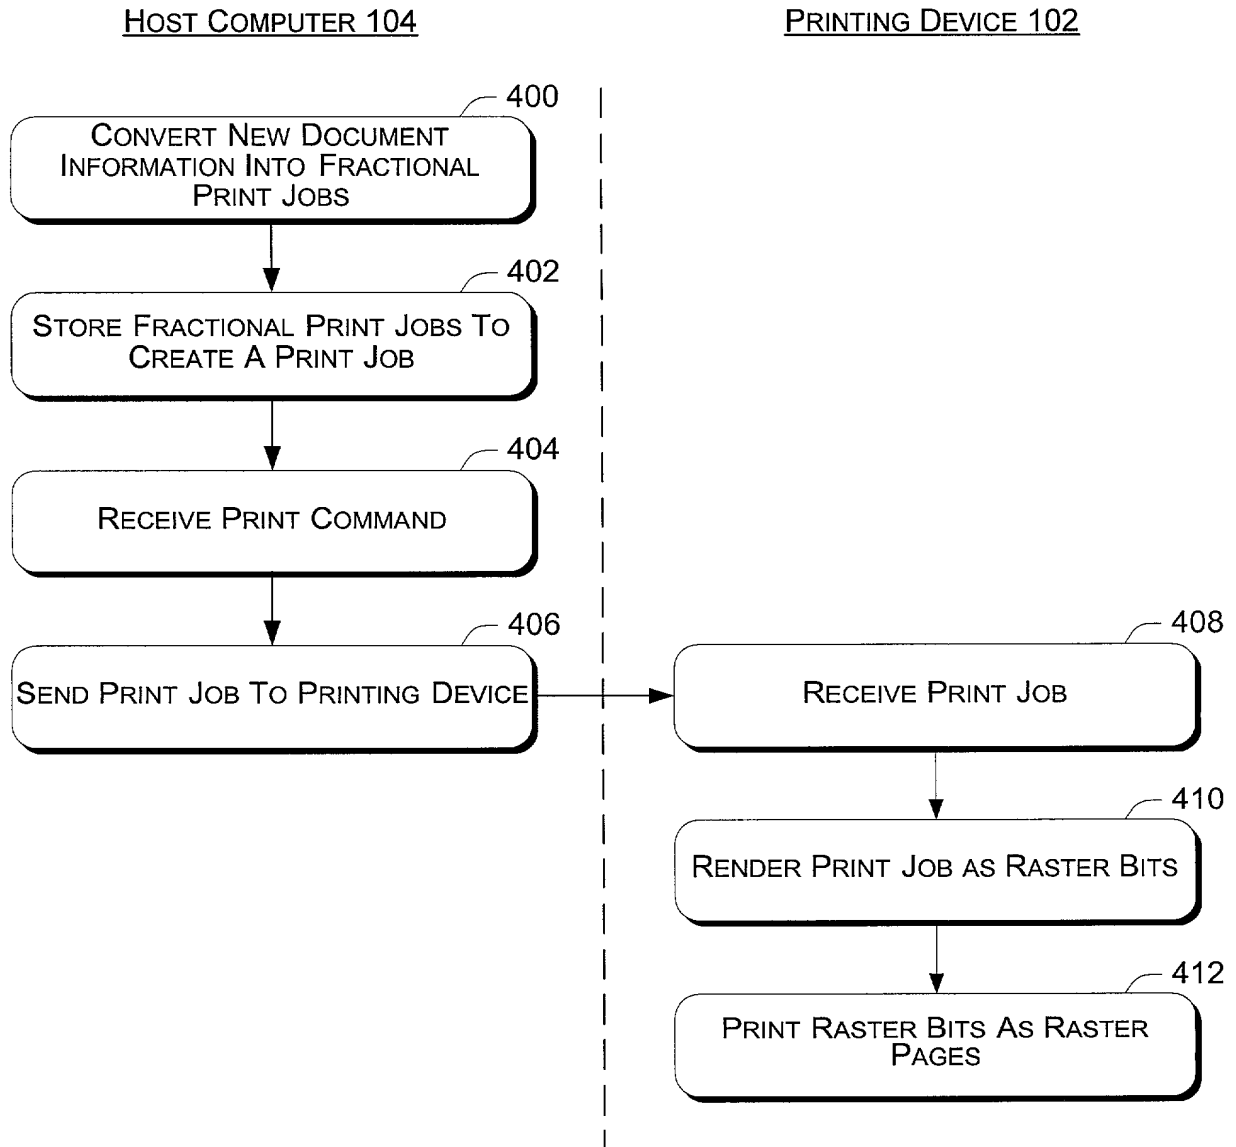 HOST COMPUTER 104
PRINTING DEVICE 102
400
CONVERT NEW DOCUMENT
INFORMATION INTO FRACTIONAL
PRINT JOBS
402
STORE FRACTIONAL PRINT JOBS TO
CREATE A PRINT JOB
404
RECEIVE PRINT COMMAND
406
SEND PRINT JOB TO PRINTING DEVICE
408
RECEIVE PRINT JOB
410
RENDER PRINT JOB AS RASTER BITS
412
PRINT RASTER BITS AS RASTER
PAGES